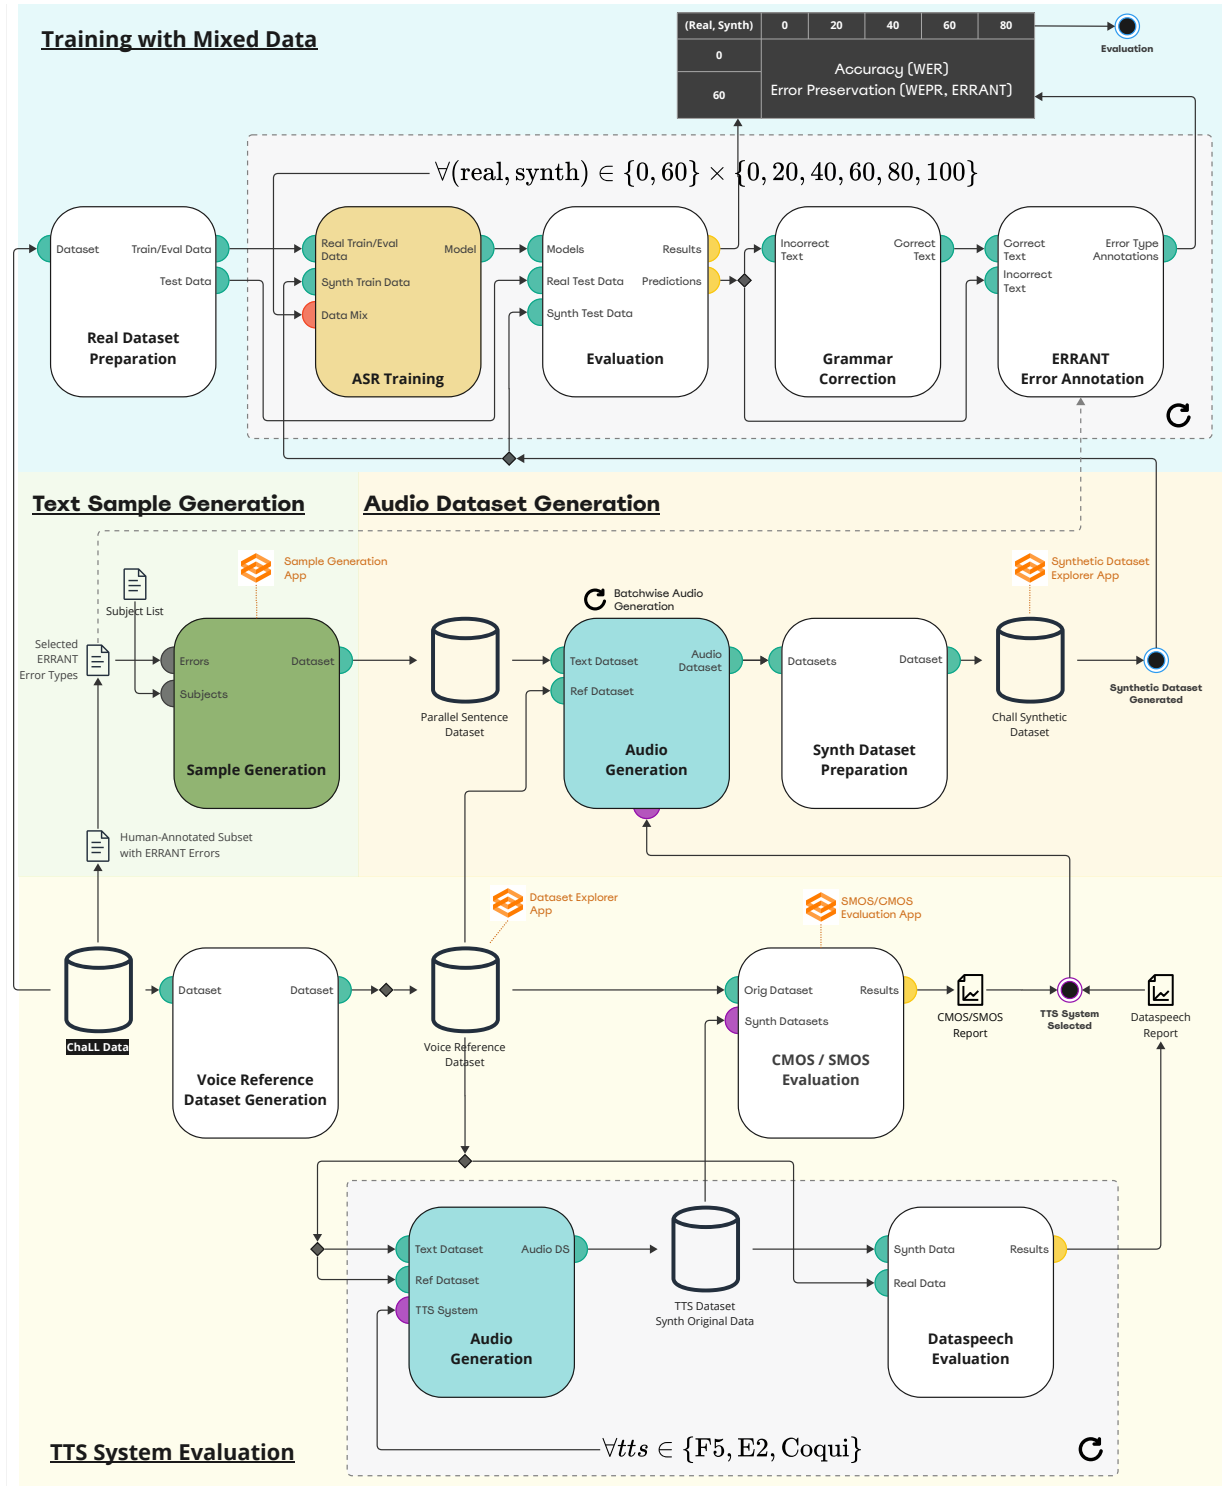 Training with Mixed Data
(Real, Synth) 0 20 40 60 80
0
60
Accuracy (WER)
Error Preservation (WEPR, ERRANT)
Evaluation
∀(real, synth) ∈ {0, 60} × {0, 20, 40, 60, 80, 100}
Dataset
Train/Eval Data
Test Data
Real Dataset
Preparation
Real Train/Eval
Data
Synth Train Data
Data Mix
Model
ASR Training
Models
Real Test Data
Synth Test Data
Results
Predictions
Evaluation
Incorrect
Text
Correct
Text
Grammar
Correction
Correct
Text
Incorrect
Text
Error Type
Annotations
ERRANT
Error Annotation
Text Sample Generation
Audio Dataset Generation
Sample Generation
App
Subject List
Selected
ERRANT
Error Types
Errors
Subjects
Dataset
Sample Generation
Human-Annotated Subset
with ERRANT Errors
Parallel Sentence
Dataset
Batchwise Audio
Generation
Text Dataset
Ref Dataset
Audio
Dataset
Audio
Generation
Datasets
Dataset
Synth Dataset
Preparation
Synthetic Dataset
Explorer App
Chall Synthetic
Dataset
Synthetic Dataset
Generated
ChaLL Data
Dataset
Dataset
Voice Reference
Dataset Generation
Dataset Explorer
App
Voice Reference
Dataset
SMOS/CMOS
Evaluation App
Orig Dataset
Synth Datasets
Results
CMOS / SMOS
Evaluation
CMOS/SMOS
Report
TTS System
Selected
Dataspeech
Report
Text Dataset
Ref Dataset
TTS System
Audio DS
Audio
Generation
TTS Dataset
Synth Original Data
Synth Data
Real Data
Results
Dataspeech
Evaluation
∀tts ∈ {F5, E2, Coqui}
TTS System Evaluation